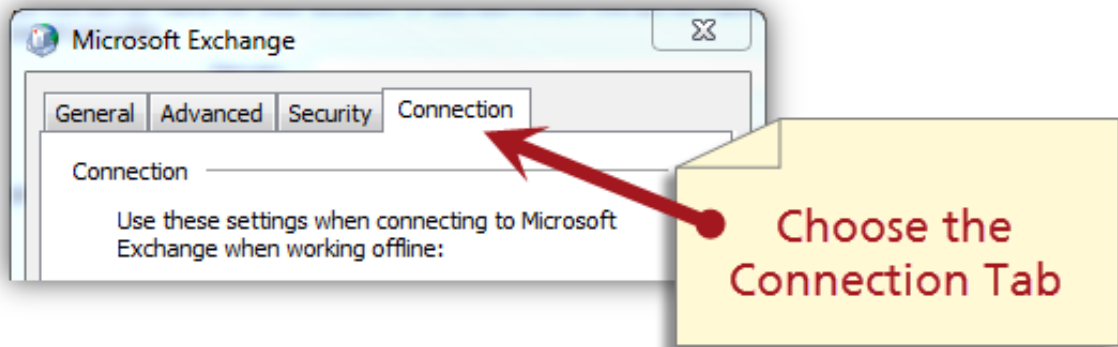 Microsoft Exchange
General Advanced Security Connection
Connection
Use these settings when connecting to Microsoft
Exchange when working offline:
Choose the
Connection Tab